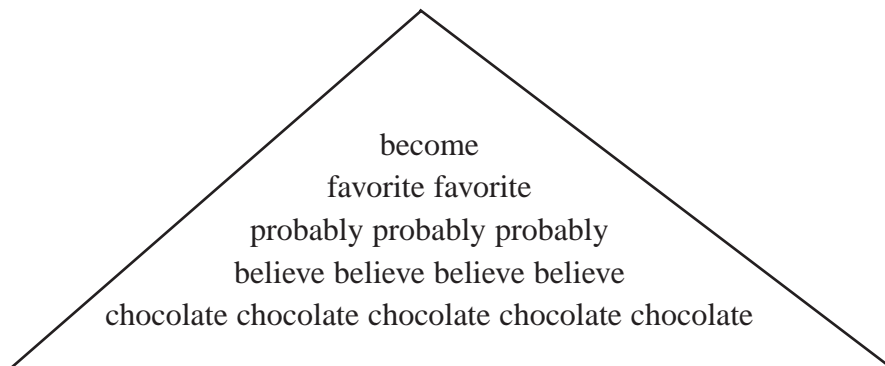 become
favorite favorite
probably probably probably
believe believe believe believe
chocolate chocolate chocolate chocolate chocolate